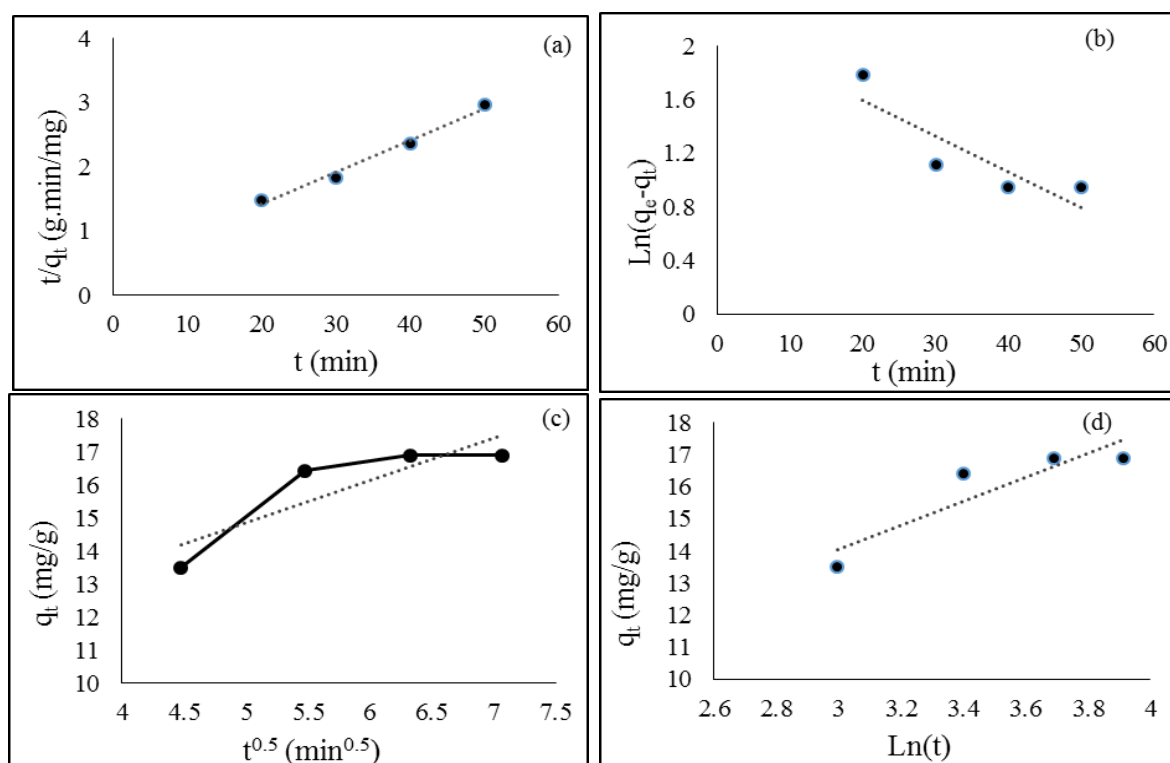 (a)
t/qt (g.min/mg)
4
3
2
1
0
0 10 20 30 40 50 60
t (min)
(b)
Ln(qe-qt)
2
1.6
1.2
0.8
0.4
0
0 10 20 30 40 50 60
t (min)
(c)
qt (mg/g)
18
17
16
15
14
13
12
11
10
4 4.5 5 5.5 6 6.5 7 7.5
t0.5 (min0.5)
(d)
qt (mg/g)
18
17
16
15
14
13
12
11
10
2.6 2.8 3 3.2 3.4 3.6 3.8 4
Ln(t)